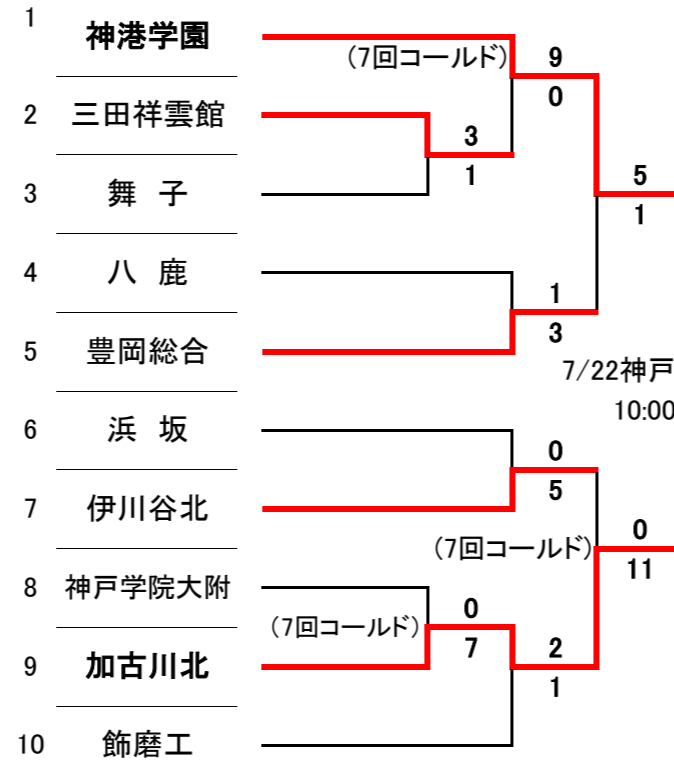 1 神港学園
(7回コールド) 9
0
2 三田祥雲館
3
1
3 舞 子
5
1
4 八 鹿
1
3
5 豊岡総合
7/22神戸
10:00
6 浜 坂
0
5
7 伊川谷北
(7回コールド) 0
11
8 神戸学院大附
(7回コールド) 0
7
9 加古川北
2
1
10 飾磨工